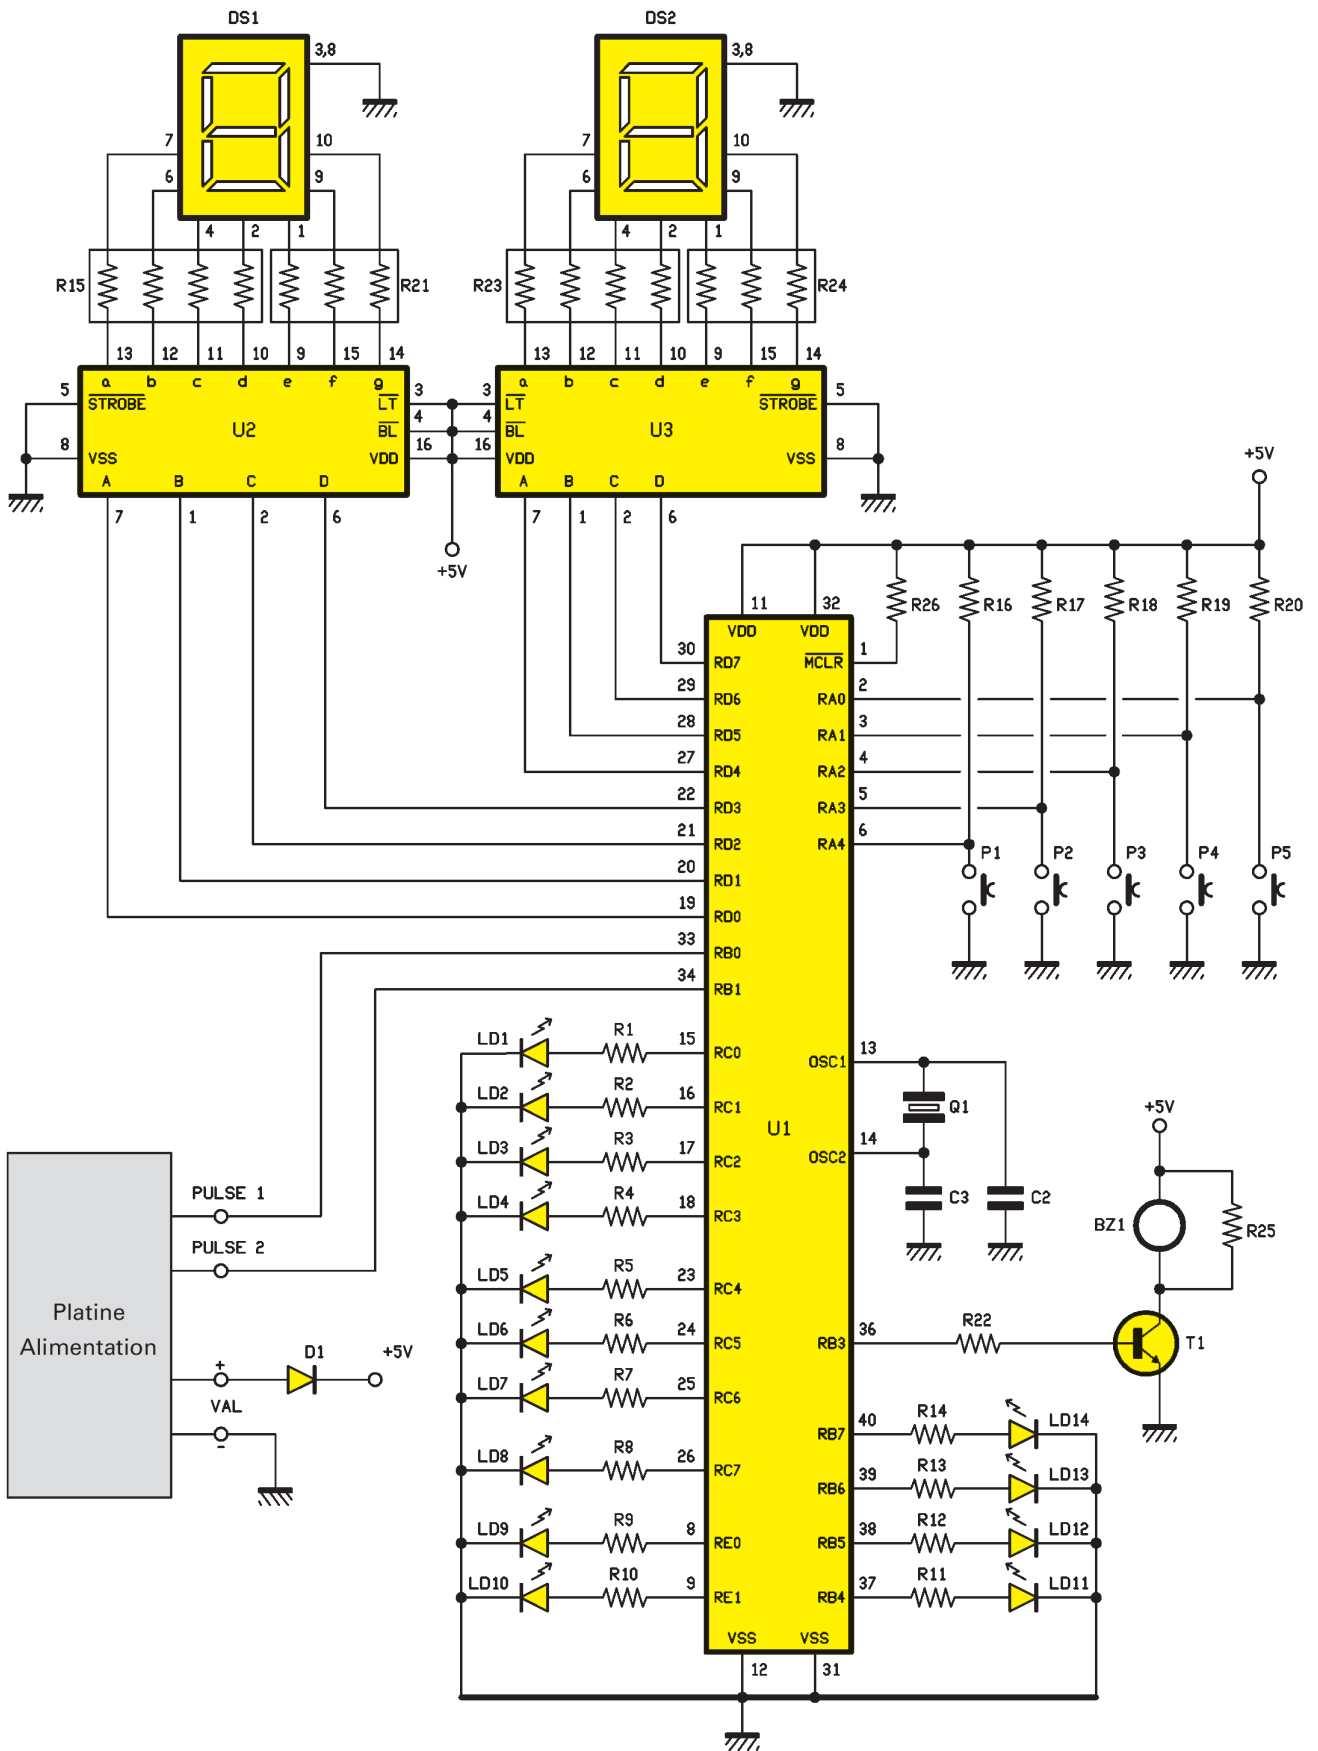 DS1 DS2
3,8 3,8
7 10 7 10
6 9 6 9
4 2 1 4 2 1
R15 R21 R23 R24
13 12 11 10 9 15 14 13 12 11 10 9 15 14
a b c d e f g a b c d e f g
5 STROBE LT 3 3 LT STROBE 5
U2 BL 4 4 BL U3
8 VSS VDD 16 16 VDD VSS 8
A B C D A B C D
7 1 2 6 7 1 2 6
+5V
+5V
11 32 R26 R16 R17 R18 R19 R20
VDD VDD
30 RD7 MCLR 1
29 RD6 RA0 2
28 RD5 RA1 3
27 RD4 RA2 4
22 RD3 RA3 5
21 RD2 RA4 6
P1 P2 P3 P4 P5
20 RD1
19 RD0
33 RB0
34 RB1
LD1 R1 15 RC0 OSC1 13
LD2 R2 16 RC1 Q1 +5V
U1
LD3 R3 17 RC2 OSC2 14
PULSE 1 LD4 R4 18 RC3 C3 C2 BZ1 R25
PULSE 2
LD5 R5 23 RC4
Platine
Alimentation
LD6 R6 24 RC5 RB3 36 R22 T1
+ D1 +5V
LD7 R7 25 RC6
VAL
-
RB7 40 R14 LD14
LD8 R8 26 RC7 RB6 39 R13 LD13
LD9 R9 8 RE0 RB5 38 R12 LD12
LD10 R10 9 RE1 RB4 37 R11 LD11
VSS VSS
12 31